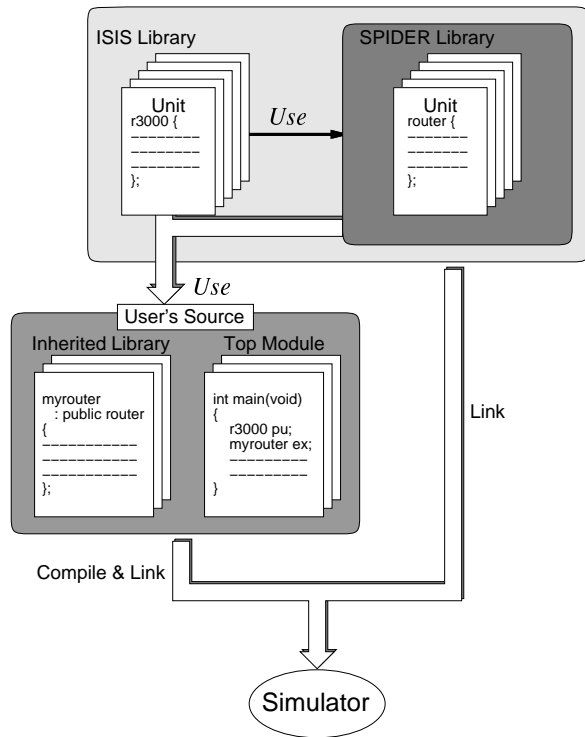 ISIS Library
SPIDER Library
Unit
r3000 {
_ _ _ _ _ _ _
_ _ _ _ _ _ _
_ _ _ _ _ _ _
};
Use
Unit
router {
_ _ _ _ _ _ _
_ _ _ _ _ _ _
_ _ _ _ _ _ _
};
Use
User's Source
Inherited Library
Top Module
myrouter
: public router
{
_ _ _ _ _ _ _ _ _ _ _
_ _ _ _ _ _ _ _ _ _ _
_ _ _ _ _ _ _ _ _ _ _
};
int main(void)
{
r3000 pu;
myrouter ex;
_ _ _ _ _ _ _ _ _
_ _ _ _ _ _ _ _ _
}
Link
Compile & Link
Simulator